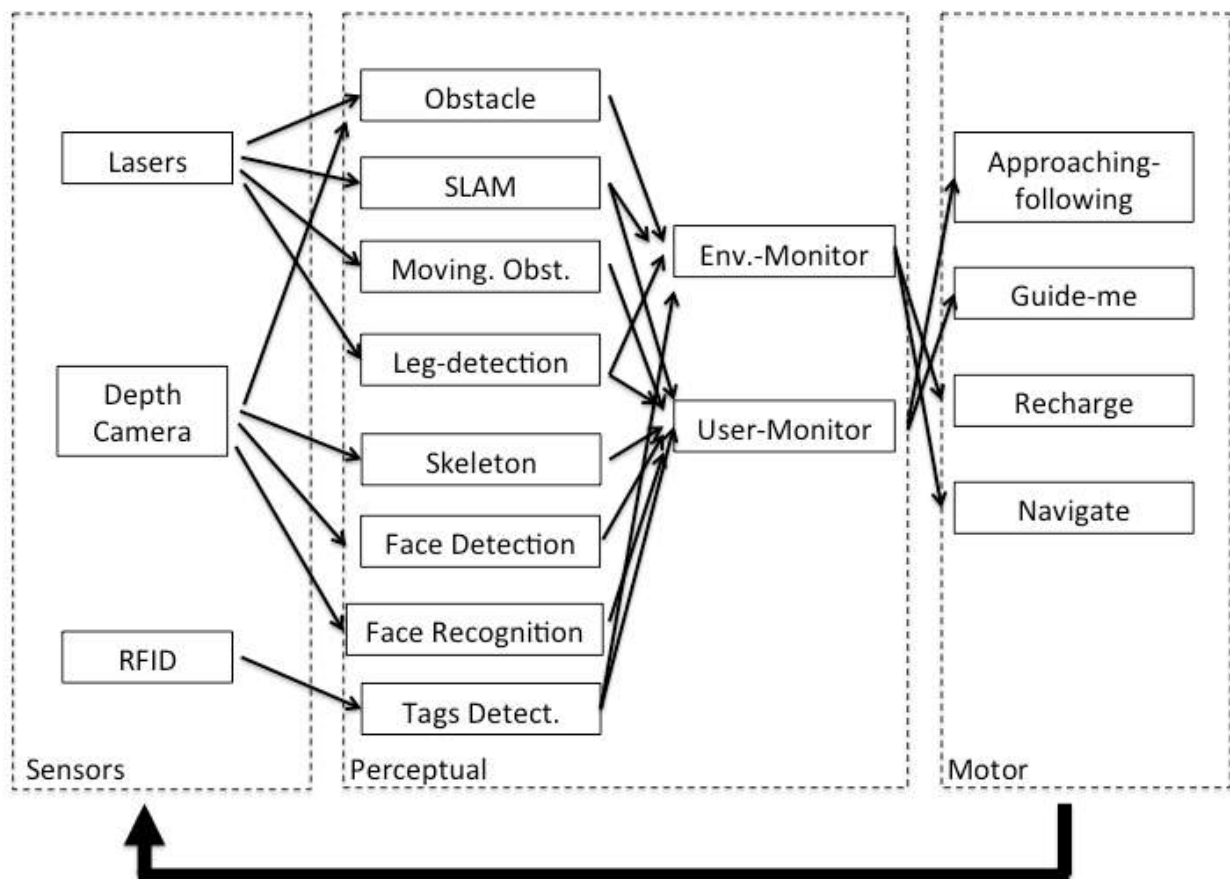 Lasers
Depth
Camera
RFID
Sensors
Obstacle
SLAM
Moving. Obst.
Leg-detection
Skeleton
Face Detection
Face Recognition
Tags Detect.
Env.-Monitor
User-Monitor
Perceptual
Approaching-
following
Guide-me
Recharge
Navigate
Motor